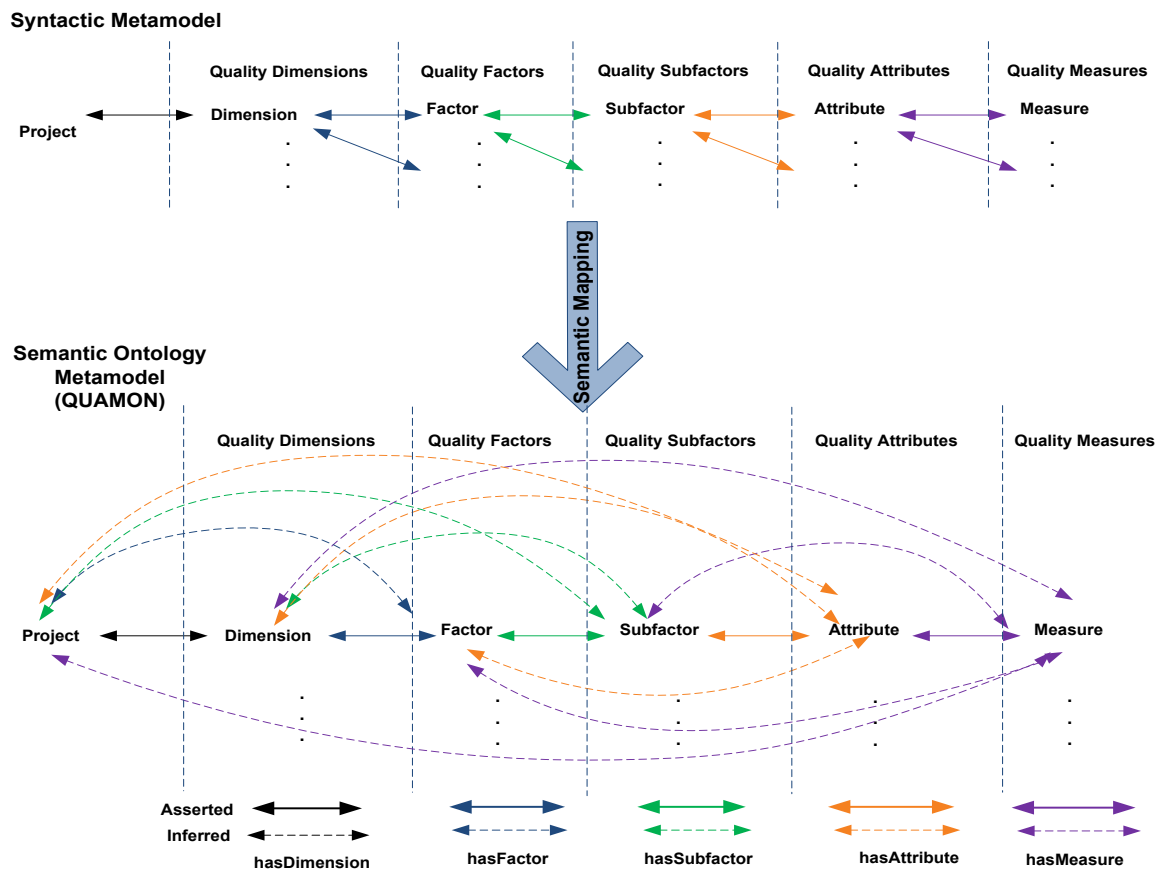 Syntactic Metamodel
Quality Dimensions Quality Factors Quality Subfactors Quality Attributes Quality Measures
Project Dimension Factor Subfactor Attribute Measure
Semantic Mapping
Semantic Ontology
Metamodel
(QUAMON)
Quality Dimensions Quality Factors Quality Subfactors Quality Attributes Quality Measures
Project Dimension Factor Subfactor Attribute Measure
Asserted
Inferred
hasDimension hasFactor hasSubfactor hasAttribute hasMeasure